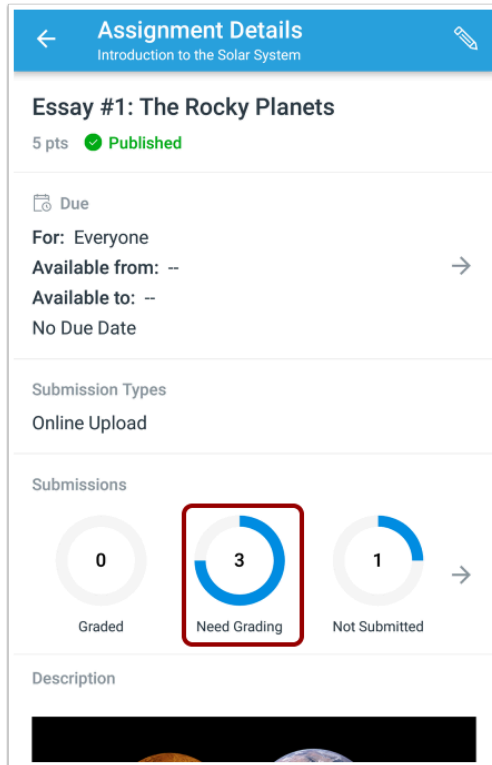 Assignment Details
Introduction to the Solar System
Essay #1: The Rocky Planets
5 pts Published
Due
For: Everyone
Available from: --
Available to: --
No Due Date
Submission Types
Online Upload
Submissions
0 3 1
Graded Need Grading Not Submitted
Description